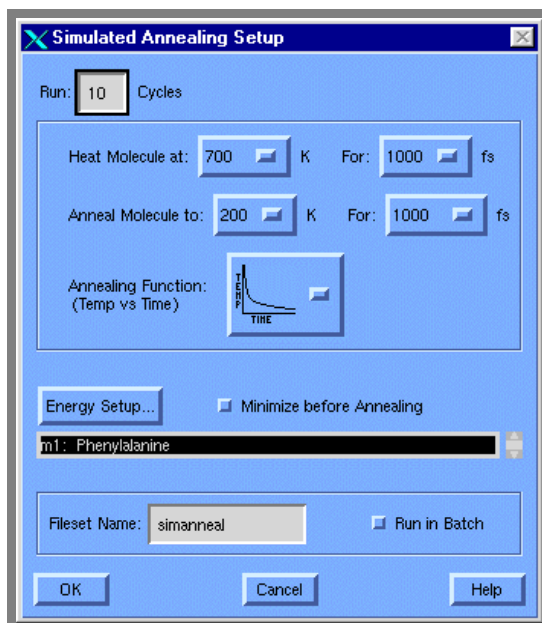 Simulated Annealing Setup
Run: 10 Cycles
Heat Molecule at: 700 K For: 1000 fs
Anneal Molecule to: 200 K For: 1000 fs
Annealing Function:
(Temp vs Time)
TEMP
TIME
Energy Setup... Minimize before Annealing
m1: Phenylalanine
Fileset Name: simanneal Run in Batch
OK Cancel Help